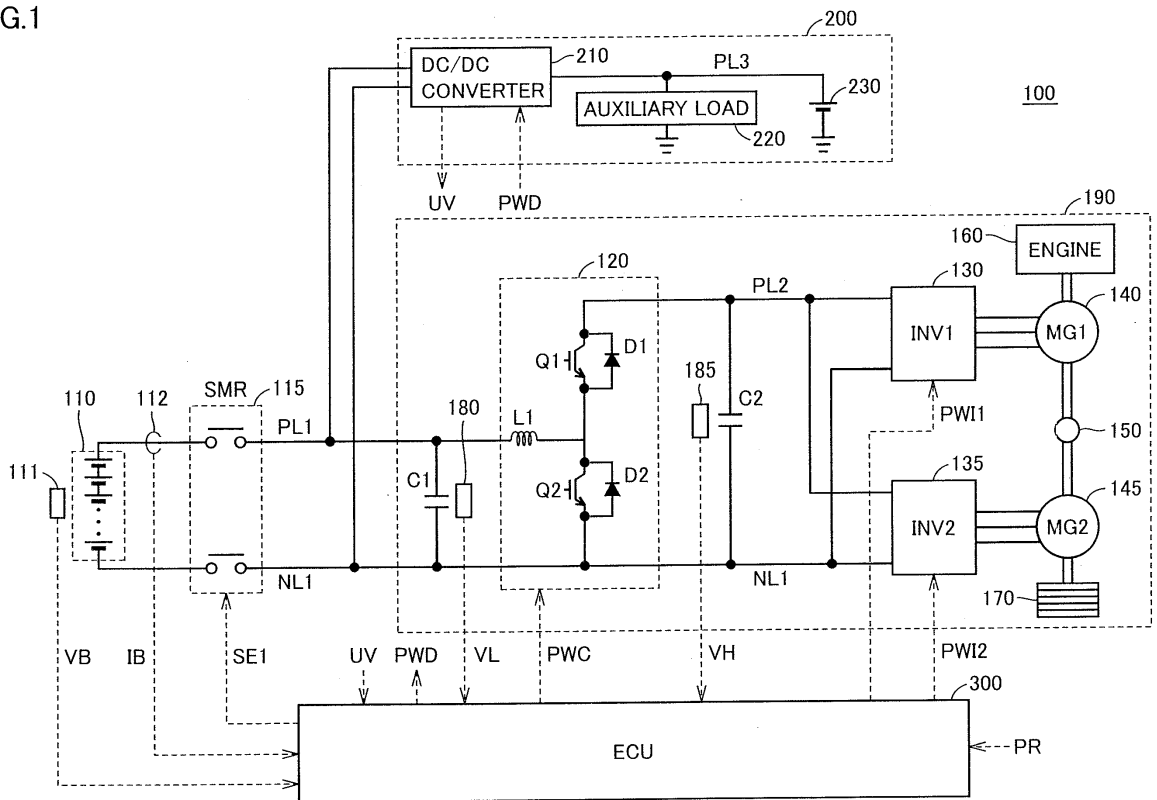 G.1
200
210
DC/DC
CONVERTER
PL3
230
AUXILIARY LOAD
220
100
UV
PWD
190
160
ENGINE
120
130
PL2
140
INV1
MG1
Q1
D1
185
C2
SMR
115
110
112
180
L1
PL1
PWI1
150
111
C1
Q2
D2
135
145
INV2
MG2
NL1
NL1
170
VB
IB
SE1
UV
PWD
VL
PWC
VH
PWI2
300
ECU
PR